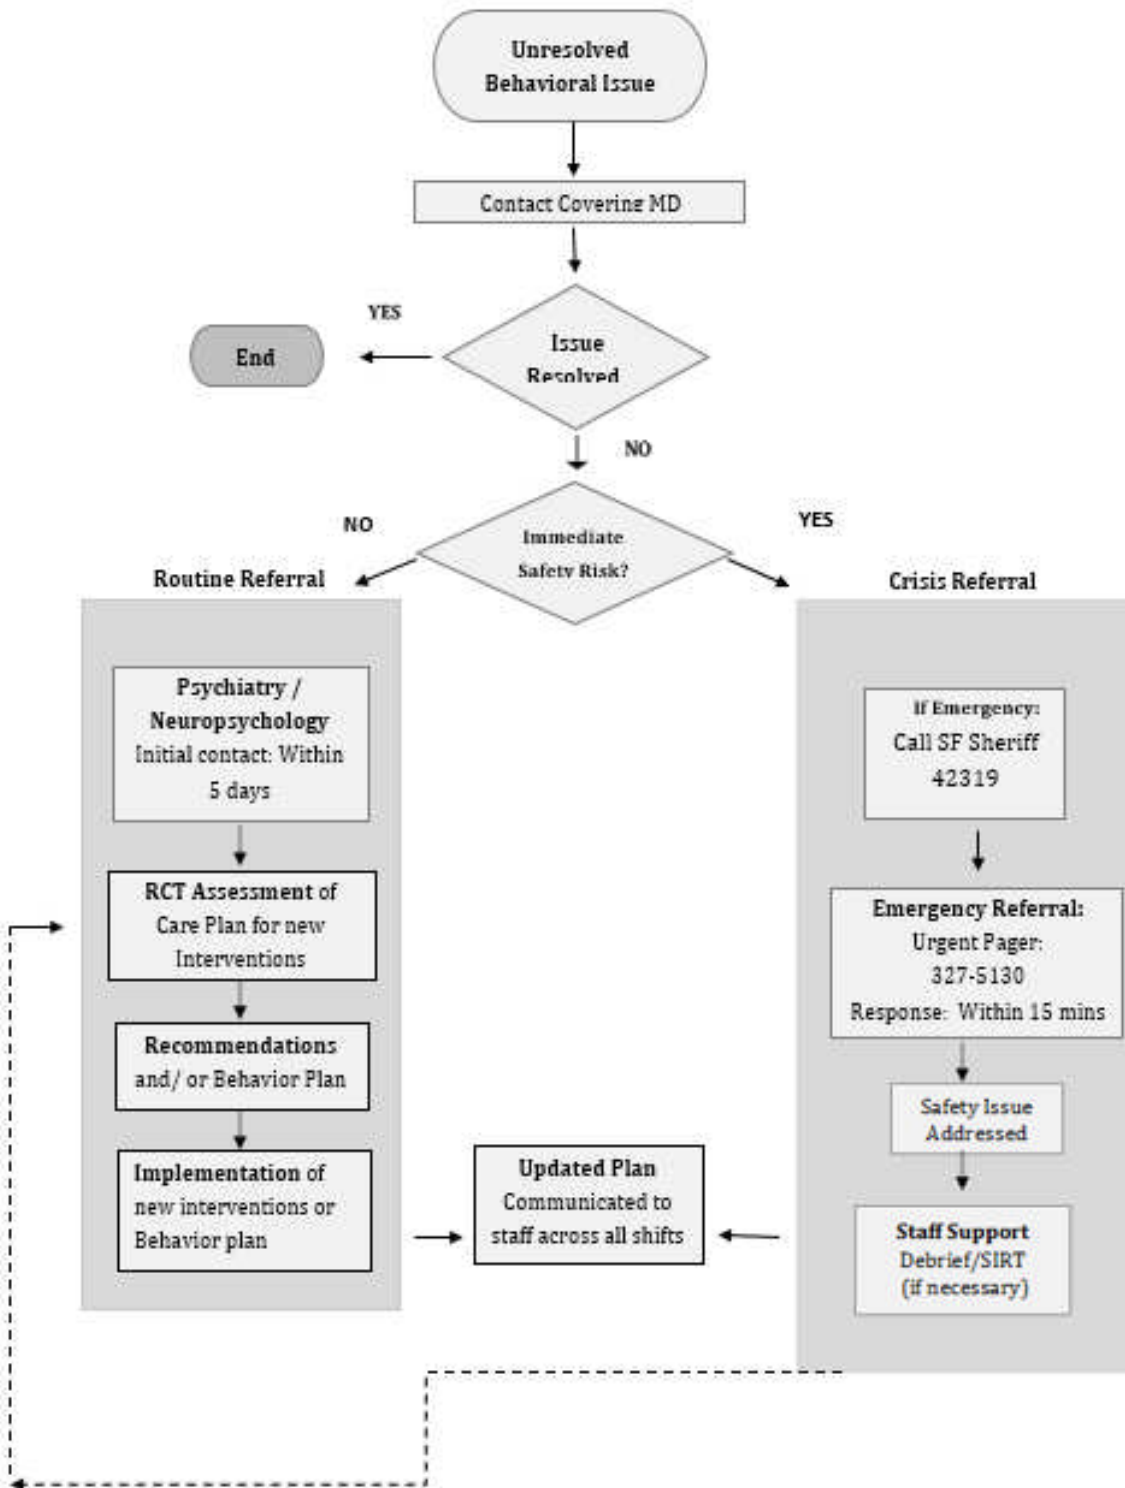 Unresolved
Behavioral Issue
Contact Covering MD
YES
End
Issue
Resolved
NO
NO
Immediate
Safety Risk?
YES
Routine Referral
Psychiatry /
Neuropsychology
Initial contact: Within
5 days
RCT Assessment of
Care Plan for new
Interventions
Recommendations
and/ or Behavior Plan
Implementation of
new interventions or
Behavior plan
Updated Plan
Communicated to
staff across all shifts
Crisis Referral
If Emergency:
Call SF Sheriff
42319
Emergency Referral:
Urgent Pager:
327-5130
Response: Within 15 mins
Safety Issue
Addressed
Staff Support
Debrief/SIRT
(if necessary)